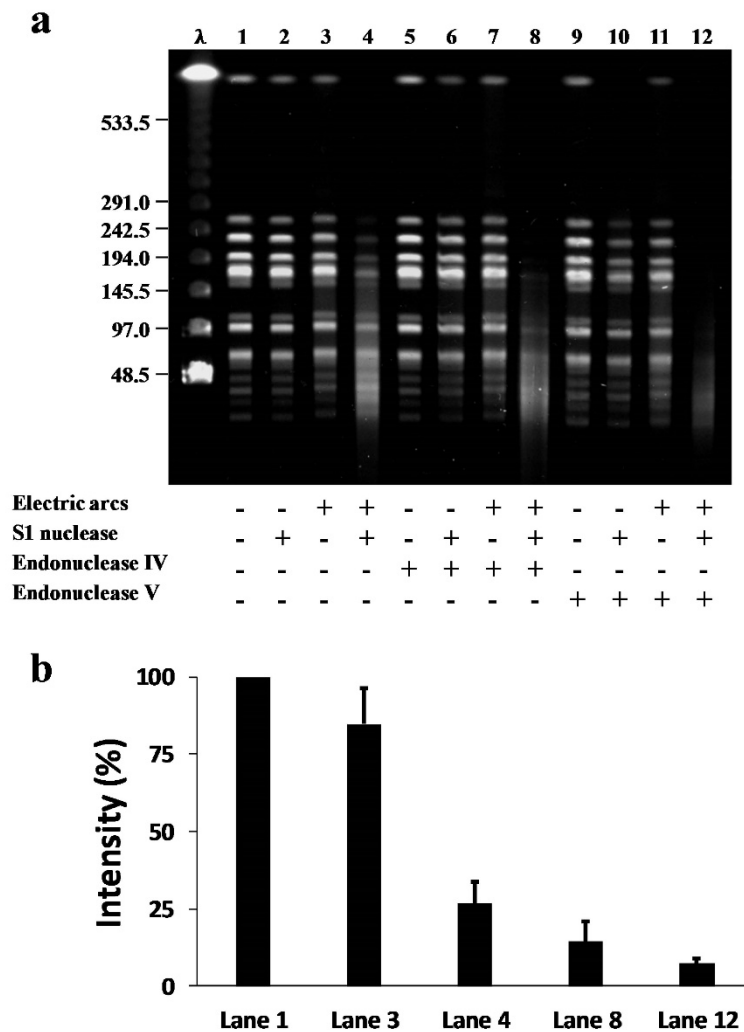 a
λ 1 2 3 4 5 6 7 8 9 10 11 12
533.5
291.0
242.5
194.0
145.5
97.0
48.5
Electric arcs - - + + - - + + - - + +
S1 nuclease - + - + - + - + - + - +
Endonuclease IV - - - - + + + + - - - -
Endonuclease V - - - - - - - - + + + +
b
Intensity (%)
100
75
50
25
0
Lane 1 Lane 3 Lane 4 Lane 8 Lane 12